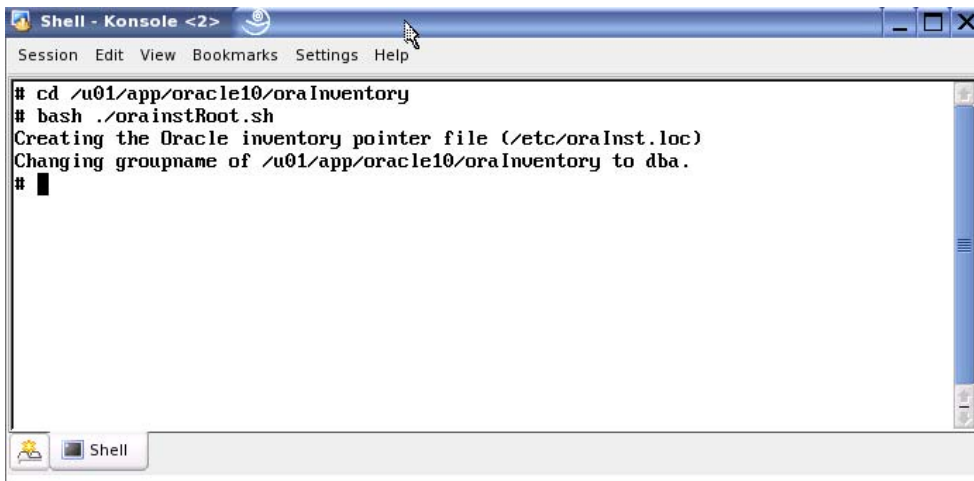 Shell - Konsole <2>
Session Edit View Bookmarks Settings Help
# cd /u01/app/oracle10/oraInventory
# bash ./orainstRoot.sh
Creating the Oracle inventory pointer file (/etc/oraInst.loc)
Changing groupname of /u01/app/oracle10/oraInventory to dba.
#
Shell